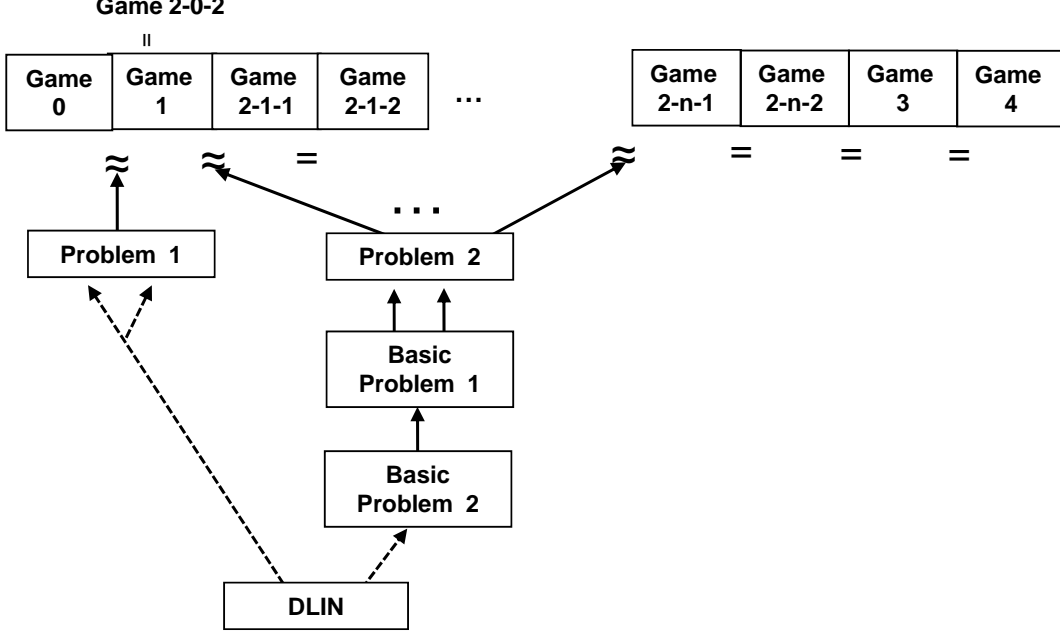 Game 2-0-2
=
Game
0
Game
1
Game
2-1-1
Game
2-1-2
...
Game
2-n-1
Game
2-n-2
Game
3
Game
4
≈ ≈ = ≈ = = =
...
Problem 1
Problem 2
Basic
Problem 1
Basic
Problem 2
DLIN